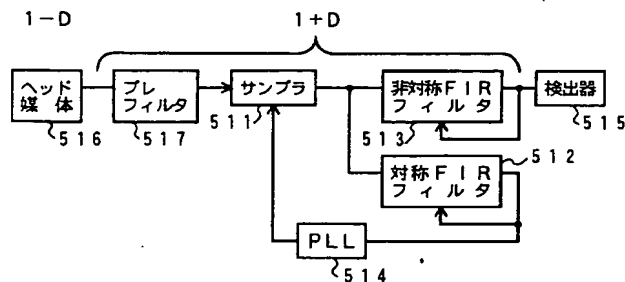 1－D
1＋D
ヘッド
媒体
516
プレ
フィルタ
517
サンプラ
511
非対称FIR
フィルタ
513
検出器
515
対称FIR
フィルタ
512
PLL
514